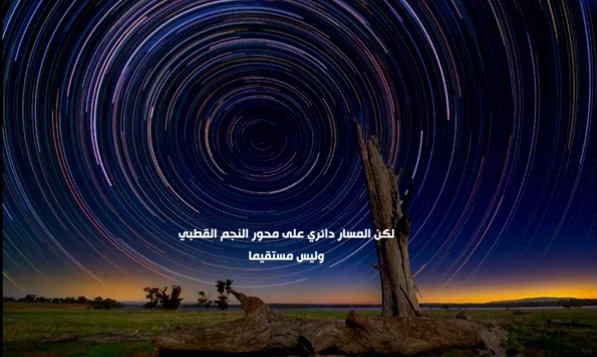 لكن المسار دائري على محور النجم القطبي
وليس مستقيما